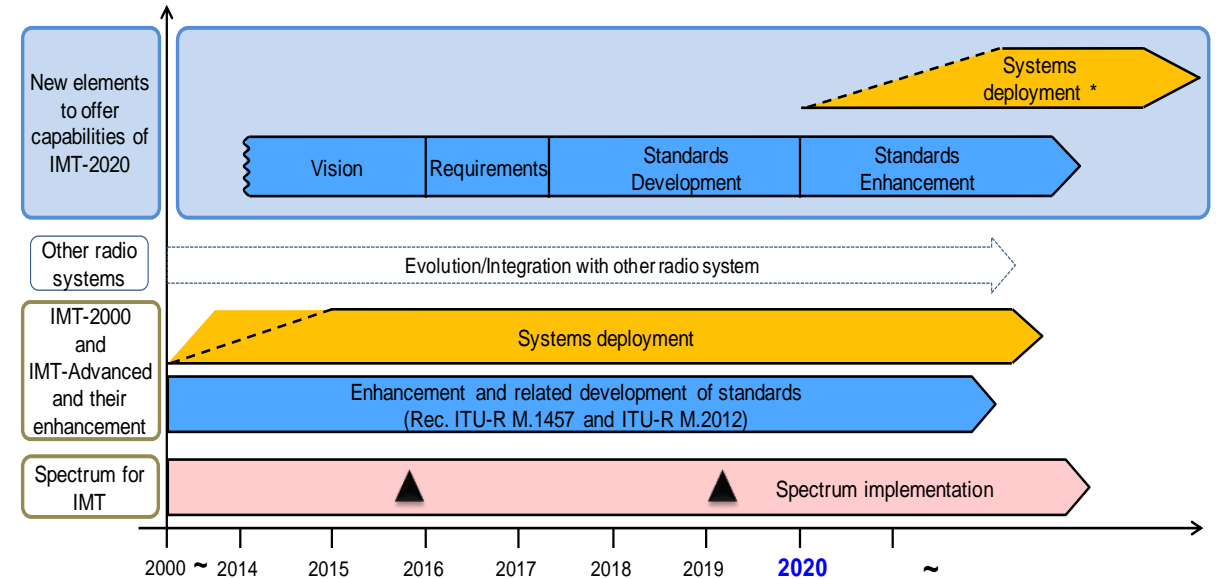 New elements
to offer
capabilities of
IMT-2020
Systems
deployment *
Vision
Requirements
Standards
Development
Standards
Enhancement
Other radio
systems
Evolution/Integration with other radio system
IMT-2000
and
IMT-Advanced
and their
enhancement
Systems deployment
Enhancement and related development of standards
(Rec. ITU-R M.1457 and ITU-R M.2012)
Spectrum for
IMT
Spectrum implementation
2000 ~ 2014 2015 2016 2017 2018 2019 2020 ~